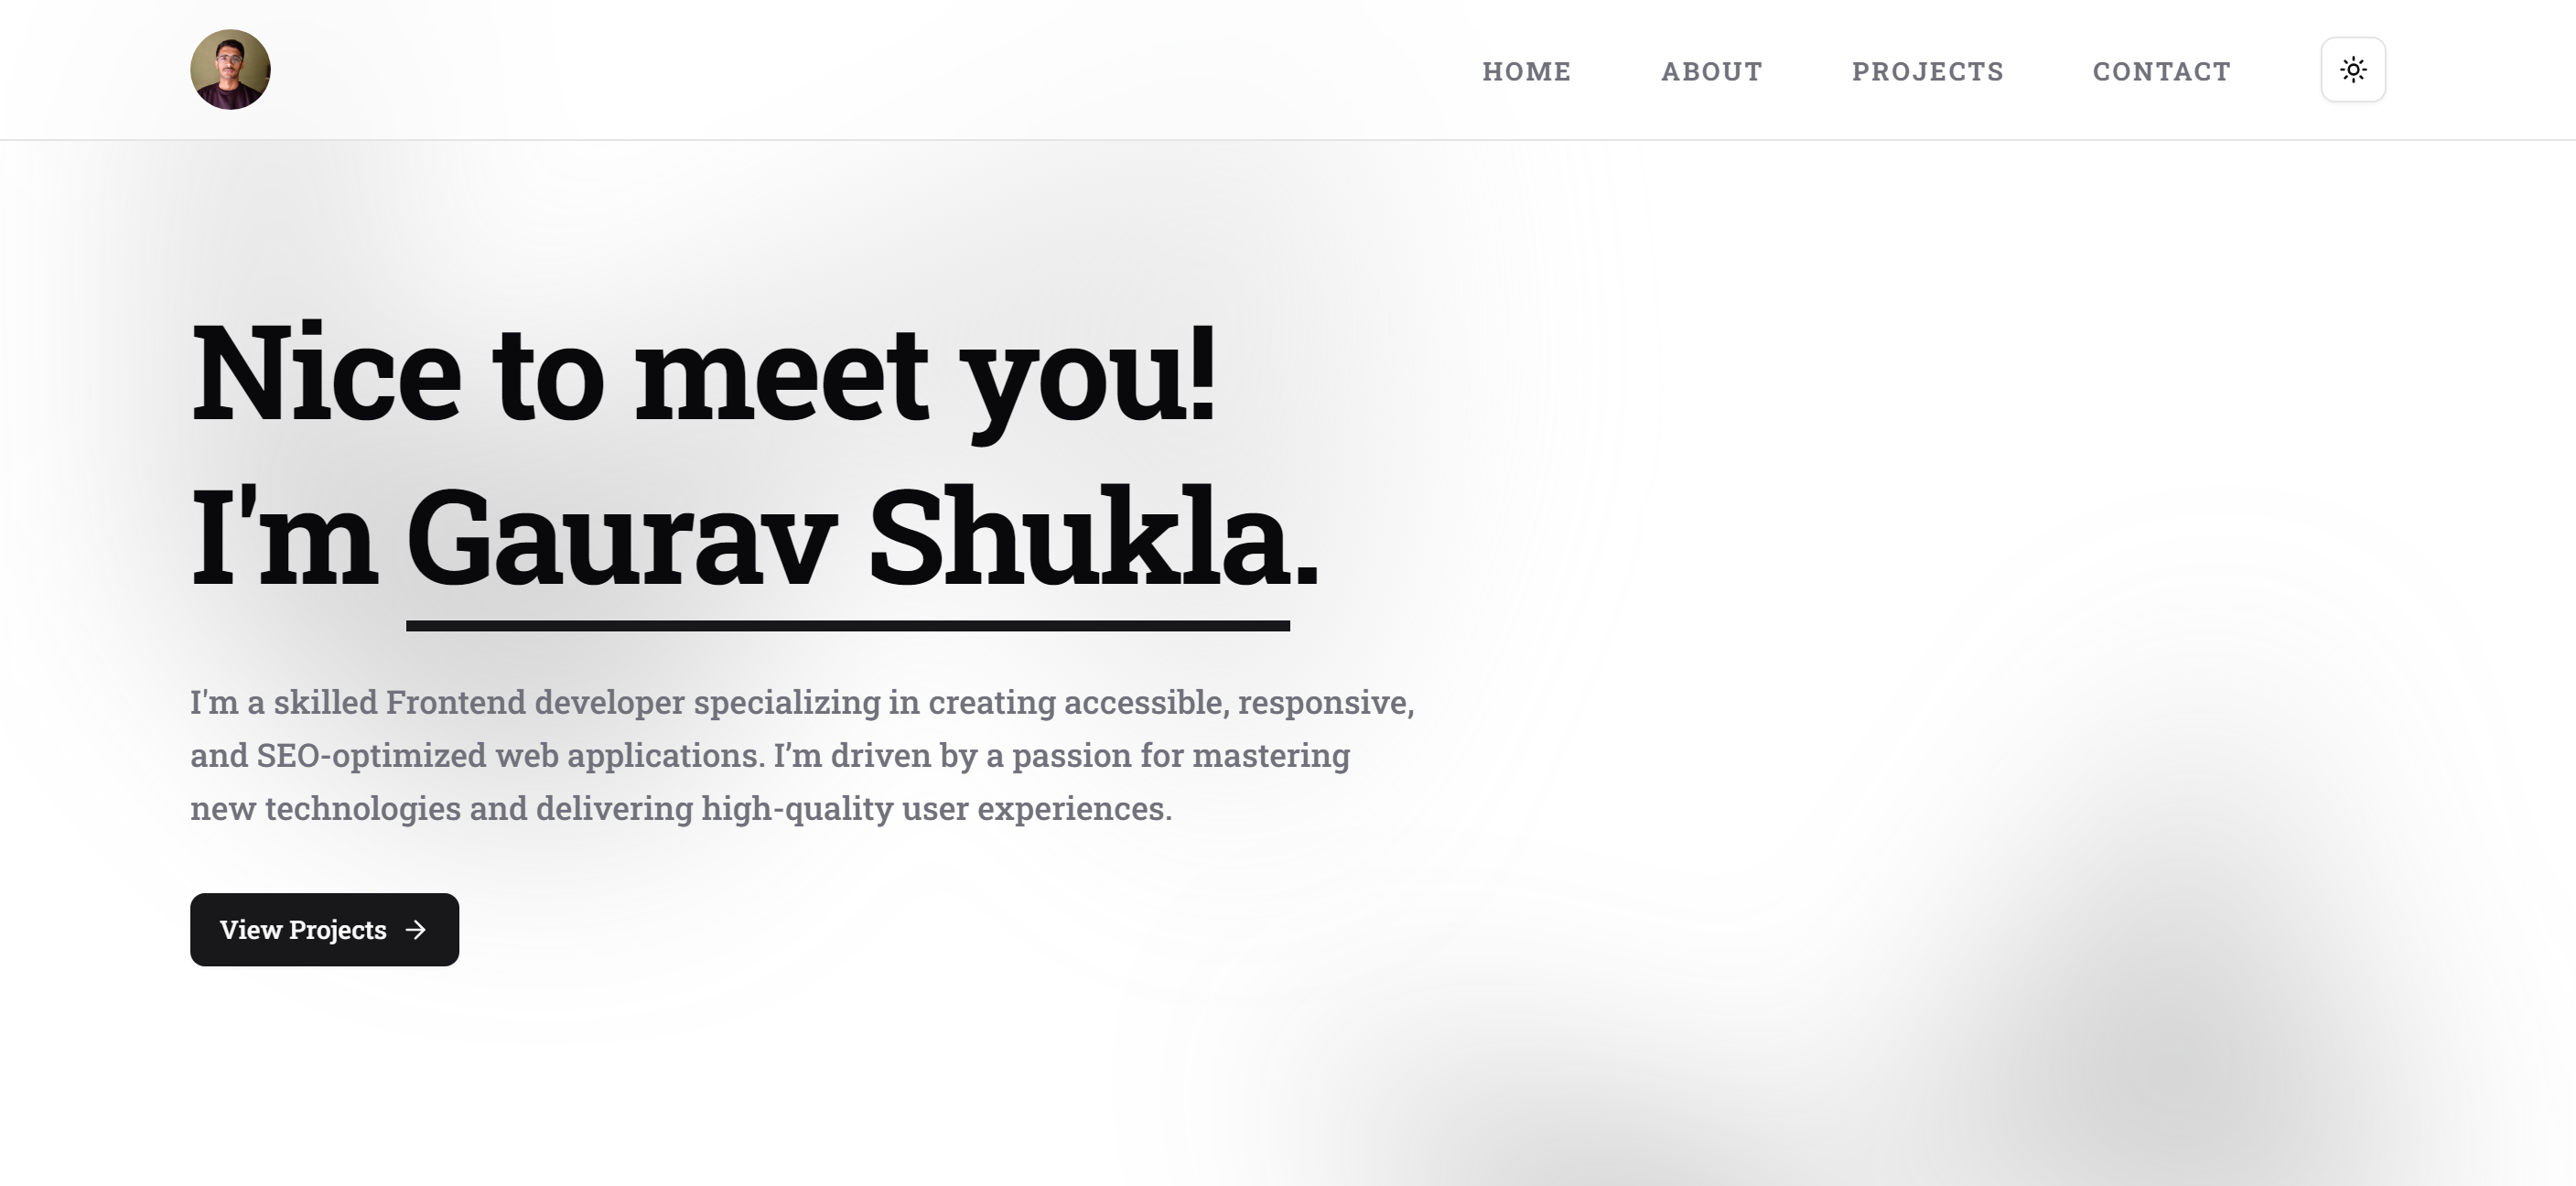 HOME ABOUT PROJECTS CONTACT
Nice to meet you!
I'm Gaurav Shukla.
I'm a skilled Frontend developer specializing in creating accessible, responsive,
and SEO-optimized web applications. I’m driven by a passion for mastering
new technologies and delivering high-quality user experiences.
View Projects